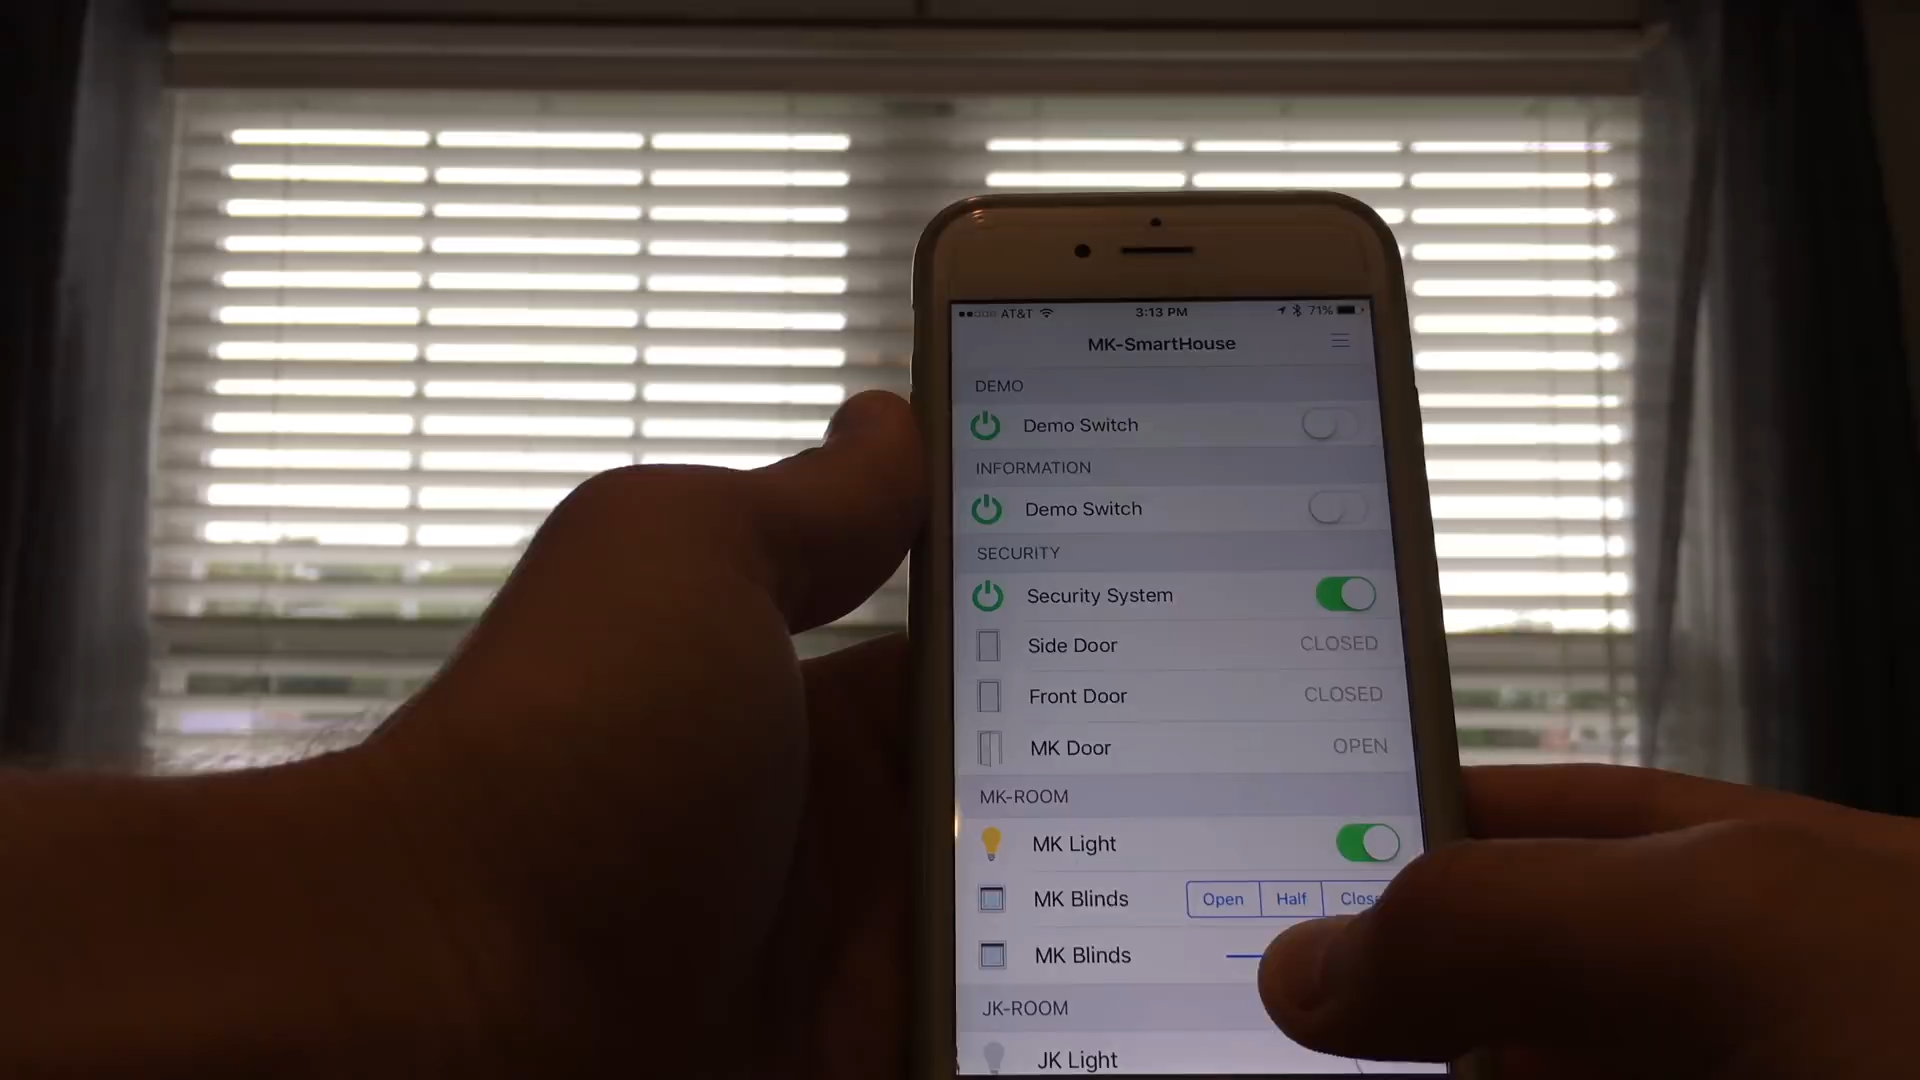 AT&T 3:13 PM 71%
MK-SmartHouse
DEMO
Demo Switch
INFORMATION
Demo Switch
SECURITY
Security System
Side Door CLOSED
Front Door CLOSED
MK Door OPEN
MK-ROOM
MK Light
MK Blinds Open Half Close
MK Blinds
JK-ROOM
JK Light